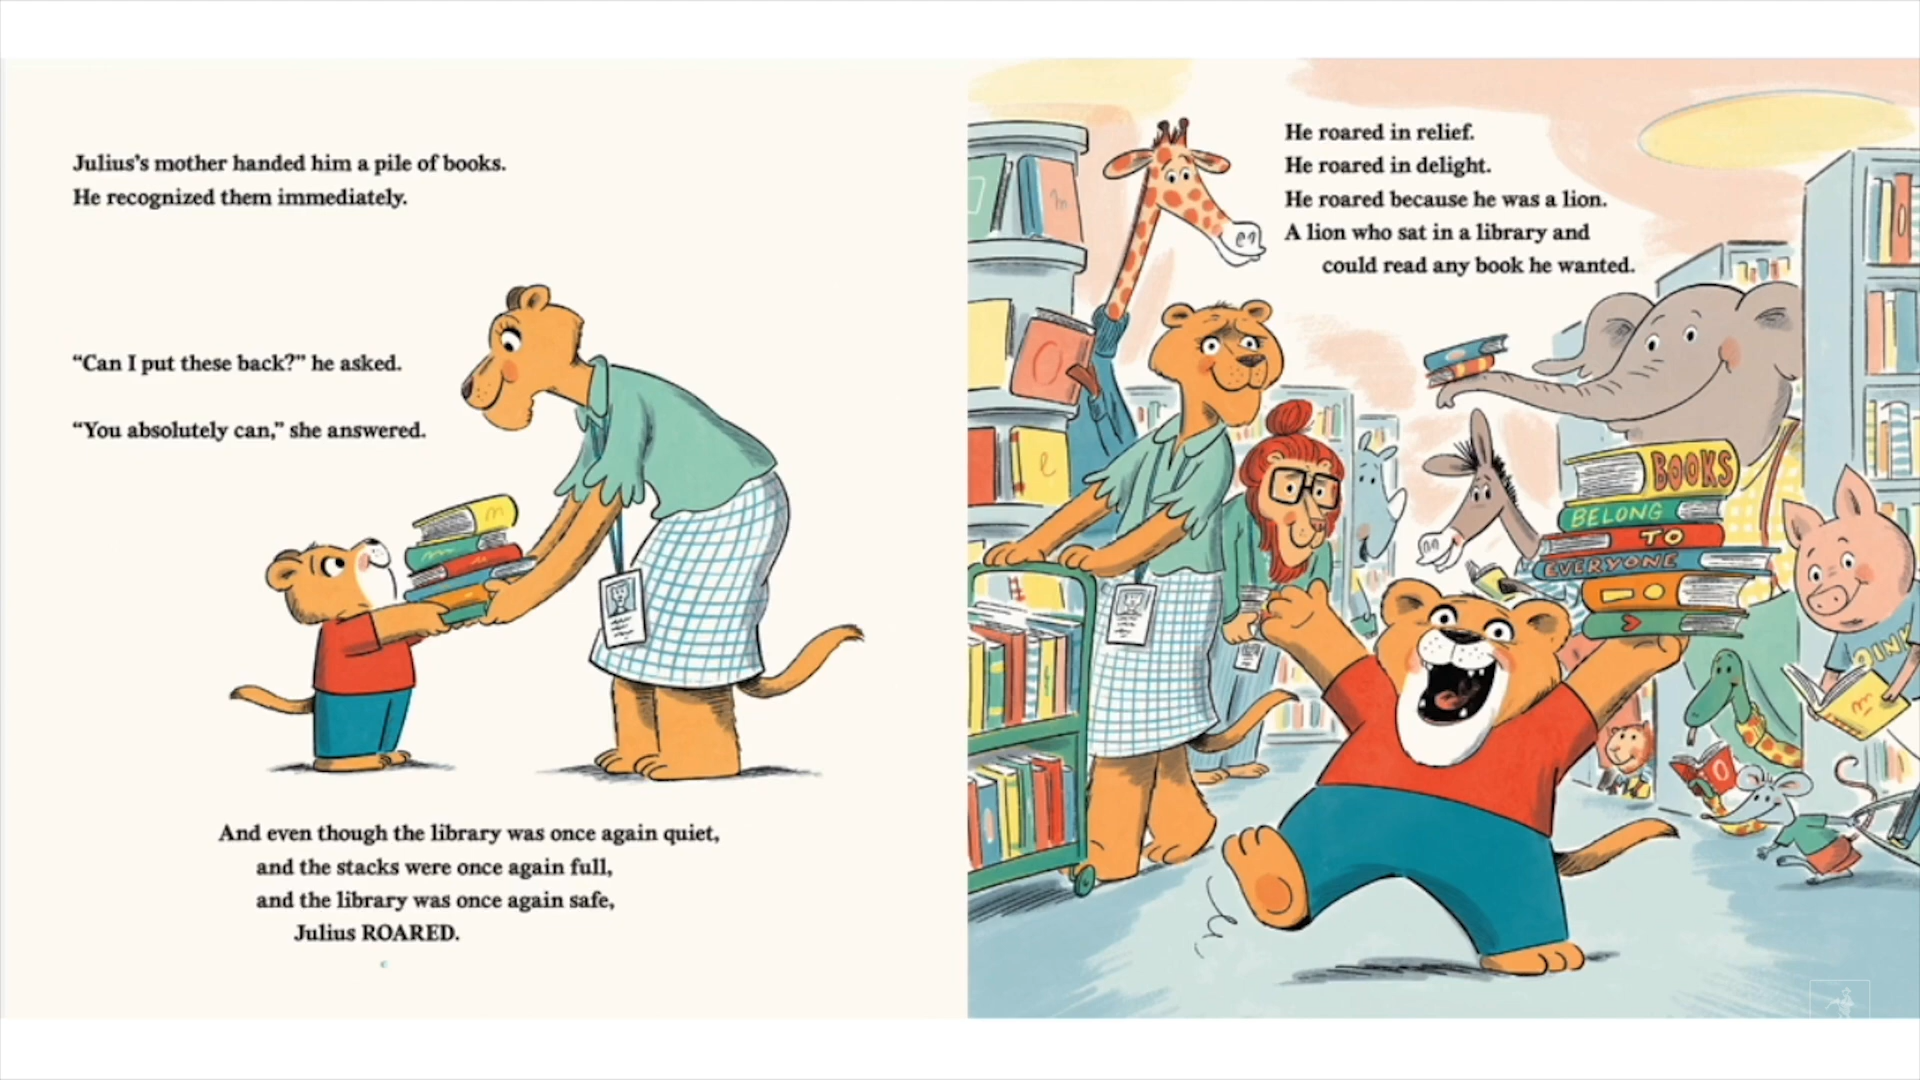 Julius's mother handed him a pile of books.
He recognized them immediately.
"Can I put these back?" he asked.
"You absolutely can," she answered.
And even though the library was once again quiet,
and the stacks were once again full,
and the library was once again safe,
Julius ROARED.
He roared in relief.
He roared in delight.
He roared because he was a lion.
A lion who sat in a library and
could read any book he wanted.
BOOKS
BELONG
TO
EVERYONE
OINK